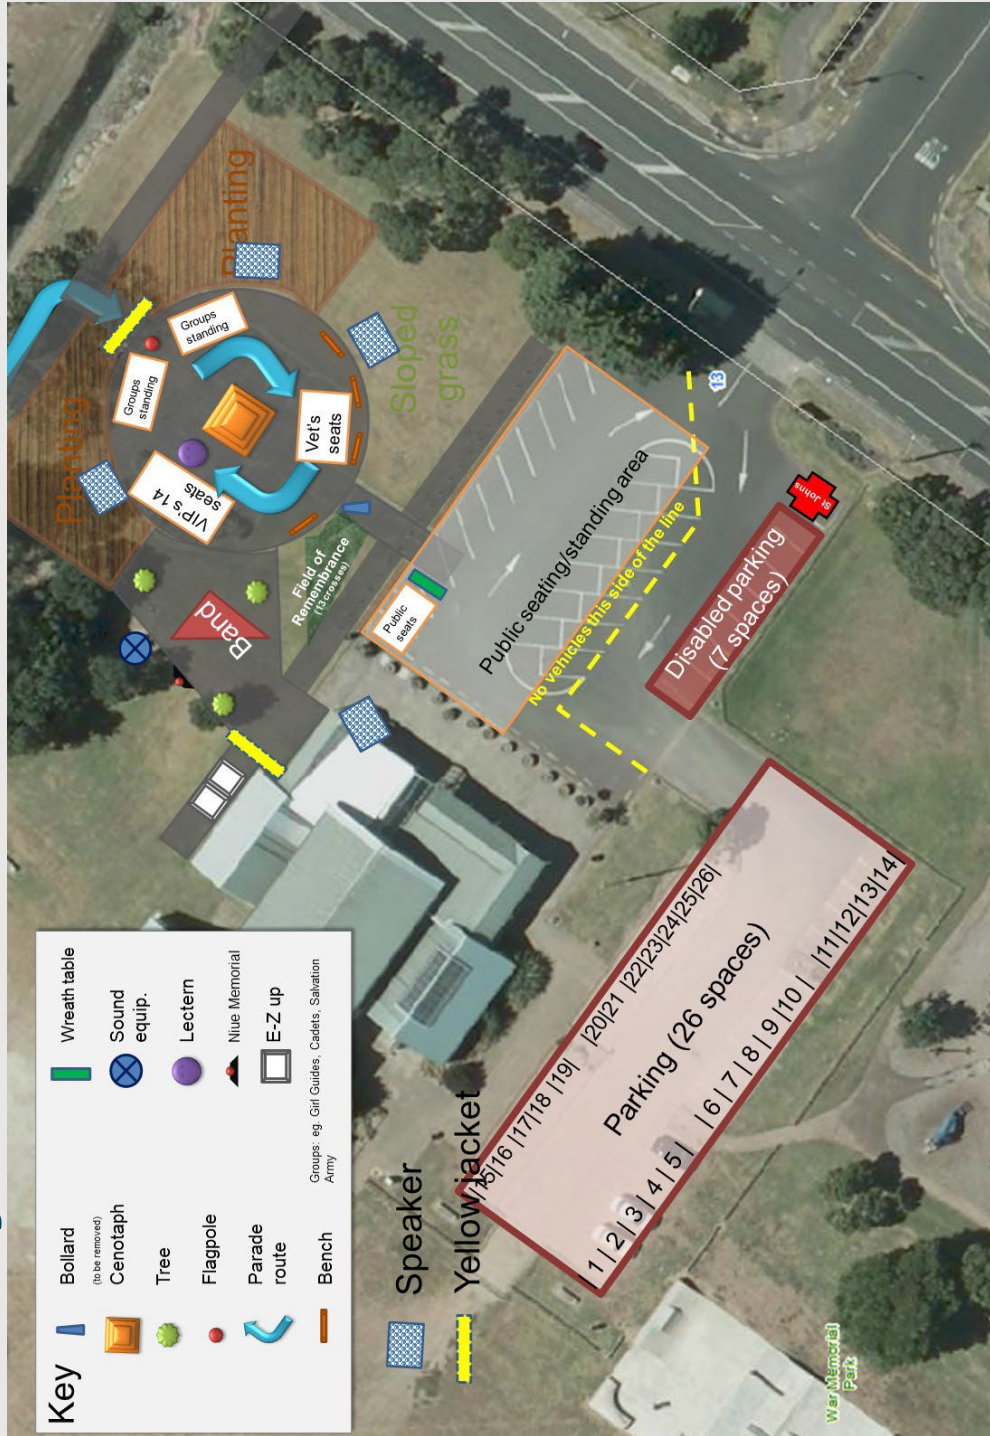 Key
Bollard
(to be removed)
Cenotaph
Tree
Flagpole
Parade
route
Bench
Wreath table
Sound
equip.
Lectern
Niue Memorial
E-Z up
Groups: eg. Girl Guides, Cadets, Salvation
Army
Speaker
Yellow jacket
Planting
Planting
Groups
standing
Groups
standing
VIP's 14
seats
Vet's
seats
Sloped
grass
Band
Field of
Remembrance
(13 crosses)
Public
seats
Public seating/standing area
No vehicles this side of the line
13
St Johns
Disabled parking
(7 spaces)
Parking (26 spaces)
|15|16 |17|18 |19| |20|21 |22|23|24|25|26|
| 1 | 2 | 3 | 4 | 5 | | 6 | 7 | 8 | 9 |10 | |11|12|13|14|
War Memorial
Park